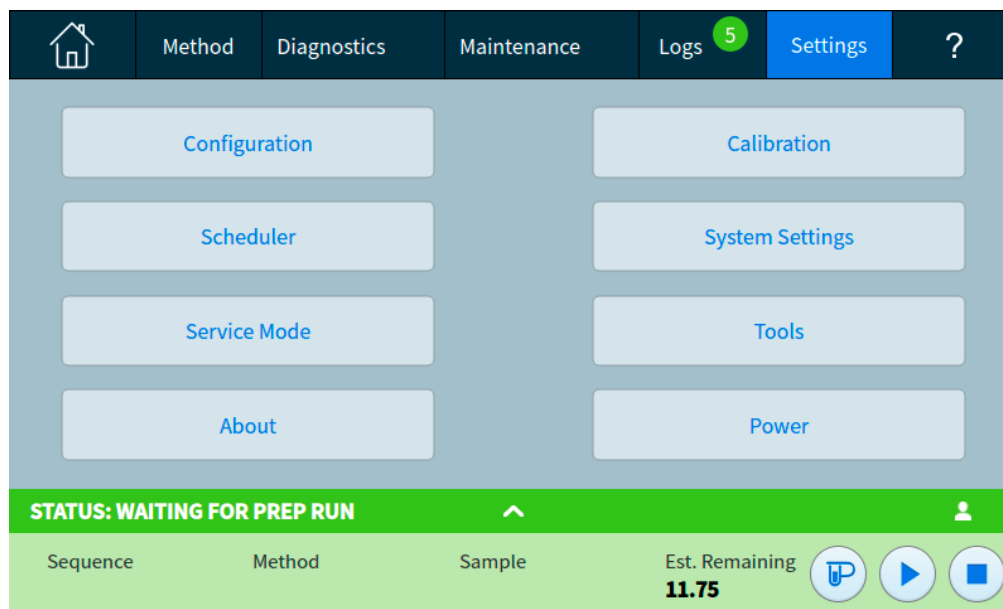 Method Diagnostics Maintenance Logs 5 Settings ?
Configuration Calibration
Scheduler System Settings
Service Mode Tools
About Power
STATUS: WAITING FOR PREP RUN
Sequence Method Sample Est. Remaining
11.75